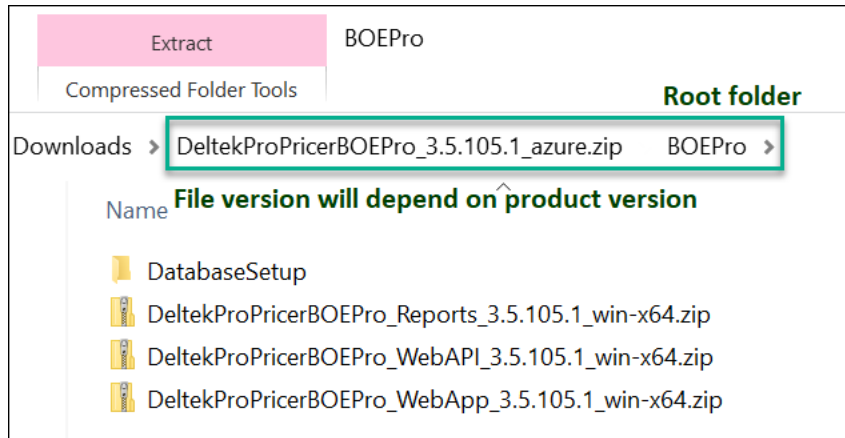 Extract
BOEPro
Compressed Folder Tools
Root folder
Downloads > DeltekProPricerBOEPro_3.5.105.1_azure.zip BOEPro >
Name
File version will depend on product version
DatabaseSetup
DeltekProPricerBOEPro_Reports_3.5.105.1_win-x64.zip
DeltekProPricerBOEPro_WebAPI_3.5.105.1_win-x64.zip
DeltekProPricerBOEPro_WebApp_3.5.105.1_win-x64.zip